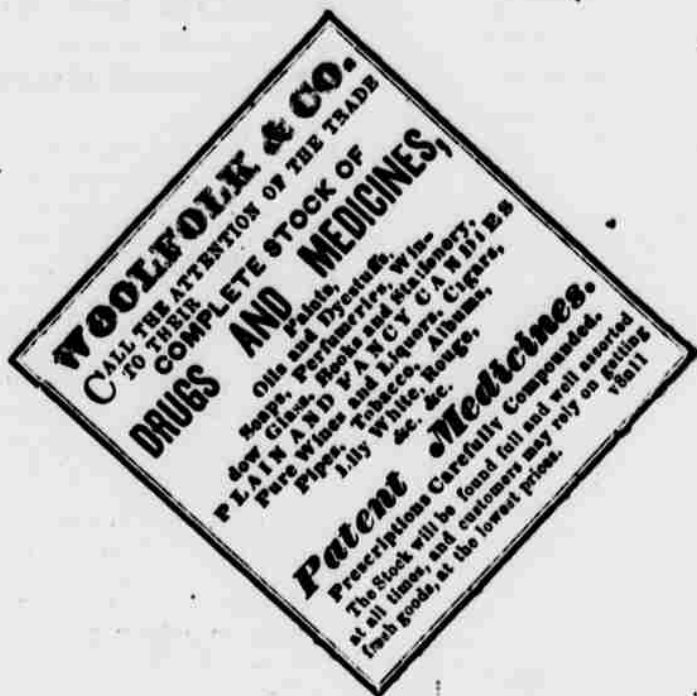 WOOLFOLK & CO.
CALL THE ATTENTION OF THE TRADE
TO THEIR
COMPLETE STOCK OF
DRUGS AND MEDICINES,
Paints,
Oils and Dyestuffs,
Soaps, Perfumeries, Win-
dow Glass, Books and Stationery,
PLAIN AND FANCY CANDIES
Pure Wines and Liquors, Cigars,
Pipes, Tobacco, Albums,
Lily White, Rouge,
&c. &c.
Patent Medicines.
Prescriptions Carefully Compounded.
The Stock will be found full and well assorted
at all times, and customers may rely on getting
fresh goods, at the lowest prices.
v8n11